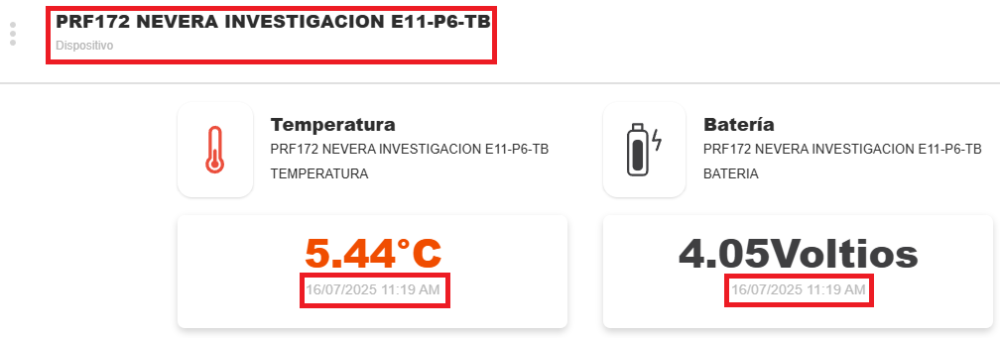 PRF172 NEVERA INVESTIGACION E11-P6-TB
Dispositivo
Temperatura
PRF172 NEVERA INVESTIGACION E11-P6-TB
TEMPERATURA
Batería
PRF172 NEVERA INVESTIGACION E11-P6-TB
BATERIA
5.44°C
16/07/2025 11:19 AM
4.05Voltios
16/07/2025 11:19 AM